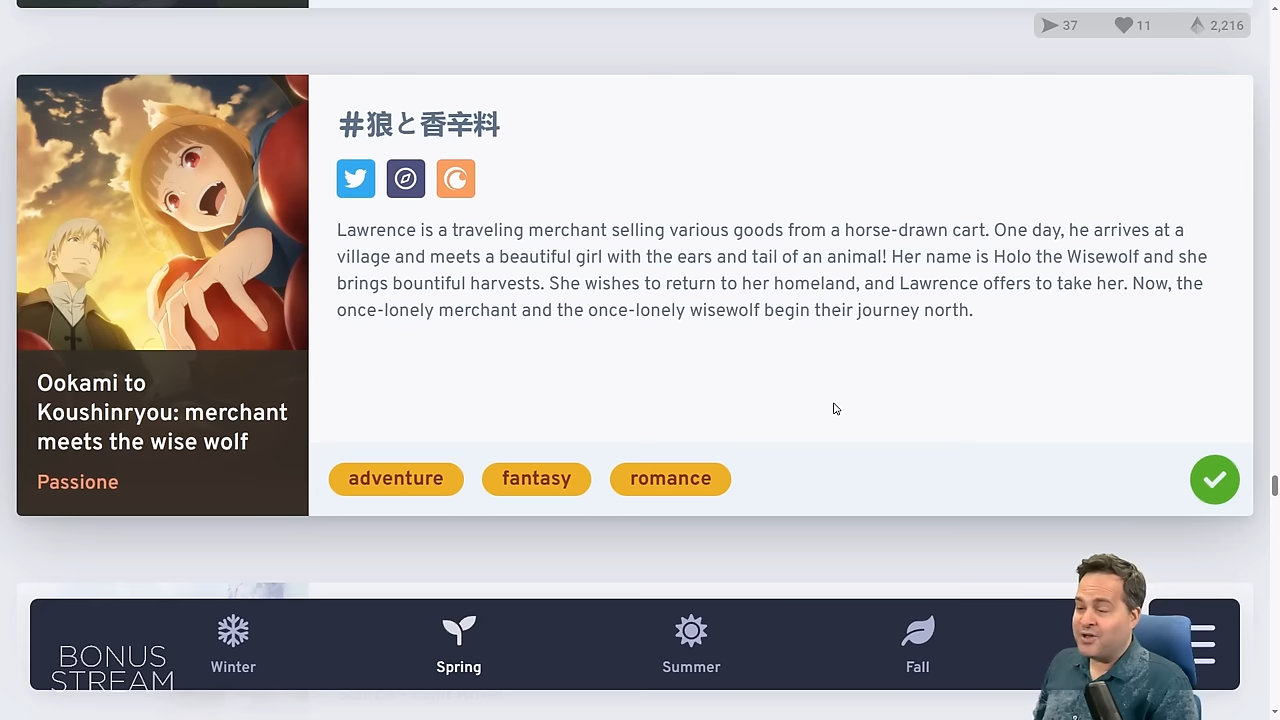 37 11 2,216
#狼と香辛料
Lawrence is a traveling merchant selling various goods from a horse-drawn cart. One day, he arrives at a
village and meets a beautiful girl with the ears and tail of an animal! Her name is Holo the Wisewolf and she
brings bountiful harvests. She wishes to return to her homeland, and Lawrence offers to take her. Now, the
once-lonely merchant and the once-lonely wisewolf begin their journey north.
Ookami to
Koushinryou: merchant
meets the wise wolf
Passione
adventure fantasy romance
BONUS
STREAM
Winter Spring Summer Fall